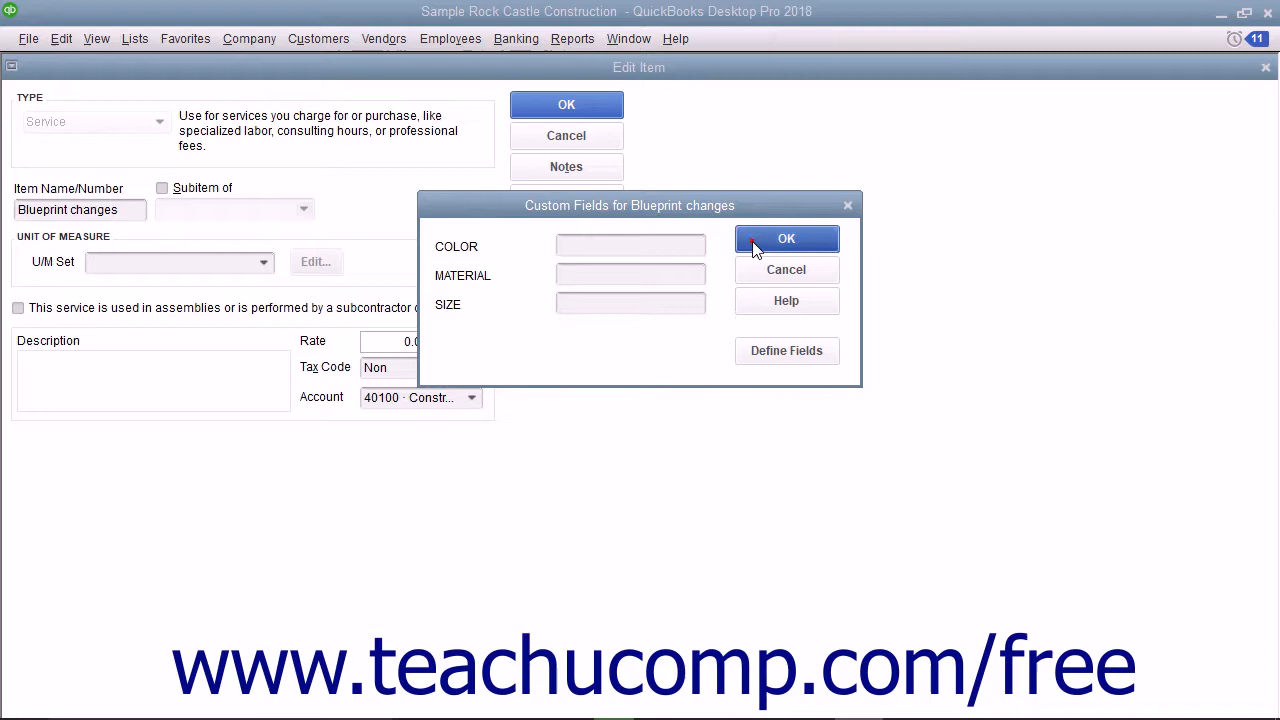 qb
Sample Rock Castle Construction - QuickBooks Desktop Pro 2018
File Edit View Lists Favorites Company Customers Vendors Employees Banking Reports Window Help
11
Edit Item
TYPE
Service
Use for services you charge for or purchase, like
specialized labor, consulting hours, or professional
fees.
OK
Cancel
Notes
Item Name/Number
Subitem of
Blueprint changes
UNIT OF MEASURE
U/M Set
Edit...
This service is used in assemblies or is performed by a subcontractor
Description
Rate
0.0
Tax Code
Non
Account
40100 · Constr...
Custom Fields for Blueprint changes
COLOR
MATERIAL
SIZE
OK
Cancel
Help
Define Fields
www.teachucomp.com/free